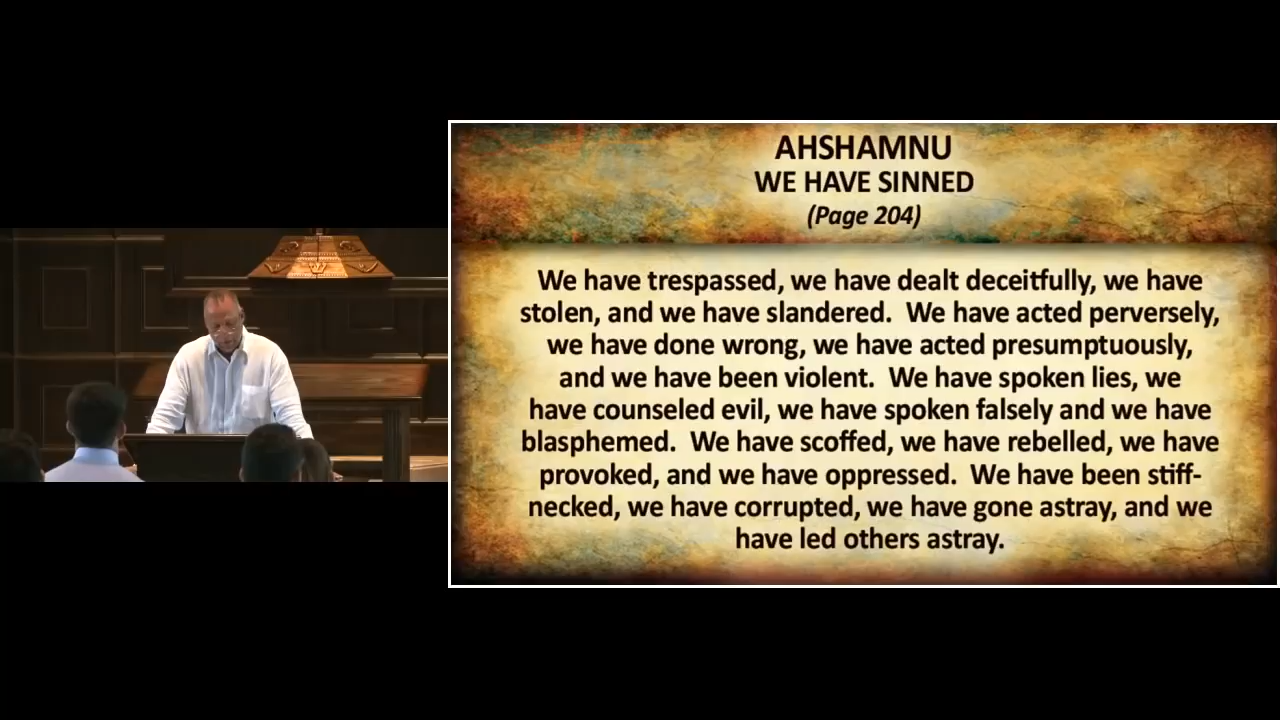 AHSHAMNU
WE HAVE SINNED
(Page 204)
We have trespassed, we have dealt deceitfully, we have
stolen, and we have slandered.  We have acted perversely,
we have done wrong, we have acted presumptuously,
and we have been violent.  We have spoken lies, we
have counseled evil, we have spoken falsely and we have
blasphemed.  We have scoffed, we have rebelled, we have
provoked, and we have oppressed.  We have been stiff-
necked, we have corrupted, we have gone astray, and we
have led others astray.